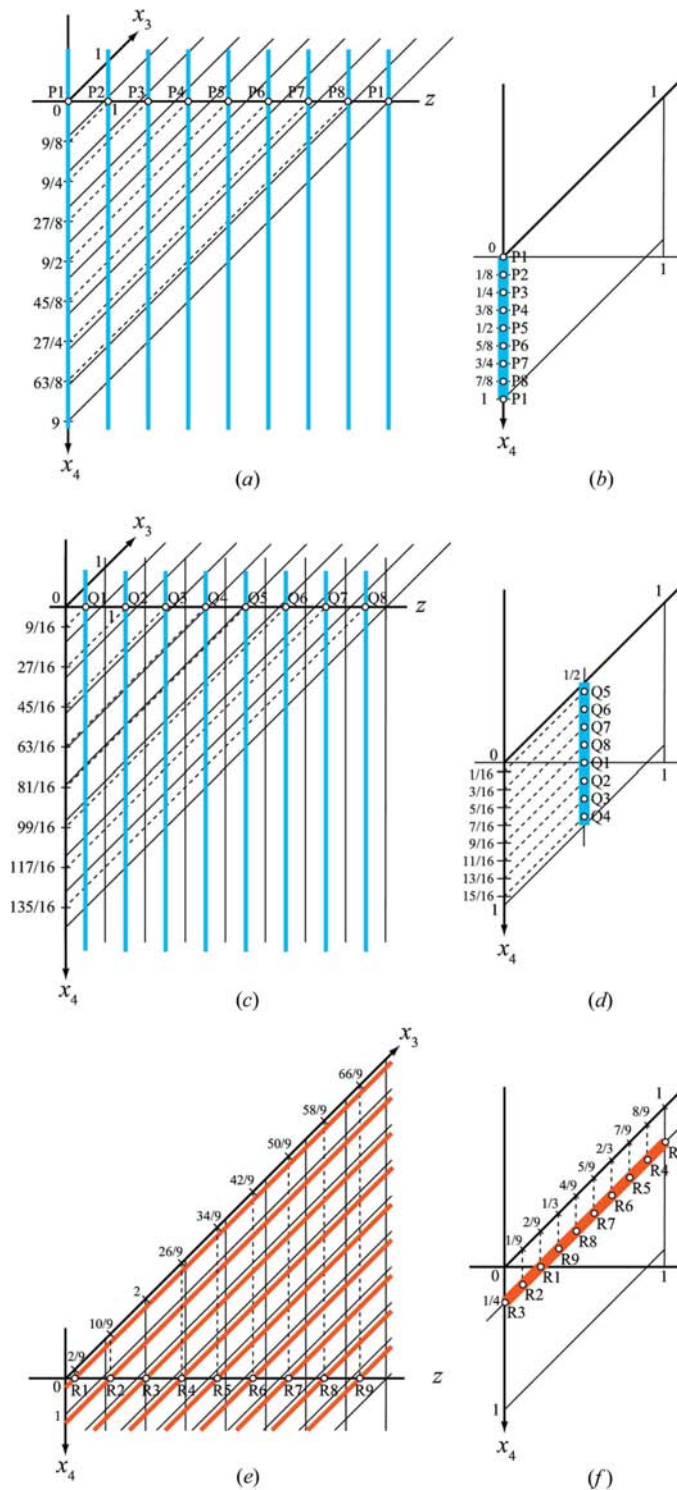 x3
1
P1 P2 P3 P4 P5 P6 P7 P8 P1
z
0
1
9/8
9/4
27/8
9/2
45/8
27/4
63/8
9
x4
(a)
1
0
P1
1
1/8 P2
1/4 P3
3/8 P4
1/2 P5
5/8 P6
3/4 P7
7/8 P8
1 P1
x4
(b)
x3
1
0 Q1 Q2 Q3 Q4 Q5 Q6 Q7 Q8
z
1
9/16
27/16
45/16
63/16
81/16
99/16
117/16
135/16
x4
(c)
1
1/2
Q5
Q6
Q7
Q8
0
Q1
1
Q2
Q3
Q4
1/16
3/16
5/16
7/16
9/16
11/16
13/16
15/16
1
x4
(d)
x3
66/9
58/9
50/9
42/9
34/9
26/9
2
10/9
2/9
0
R1 R2 R3 R4 R5 R6 R7 R8 R9
z
1
x4
(e)
1
8/9
7/9
2/3
5/9
4/9
1/3
2/9
1/9
R
R4
R5
R6
R7
R8
R9
R1
R2
0
1
1/4
R3
1
x4
(f)